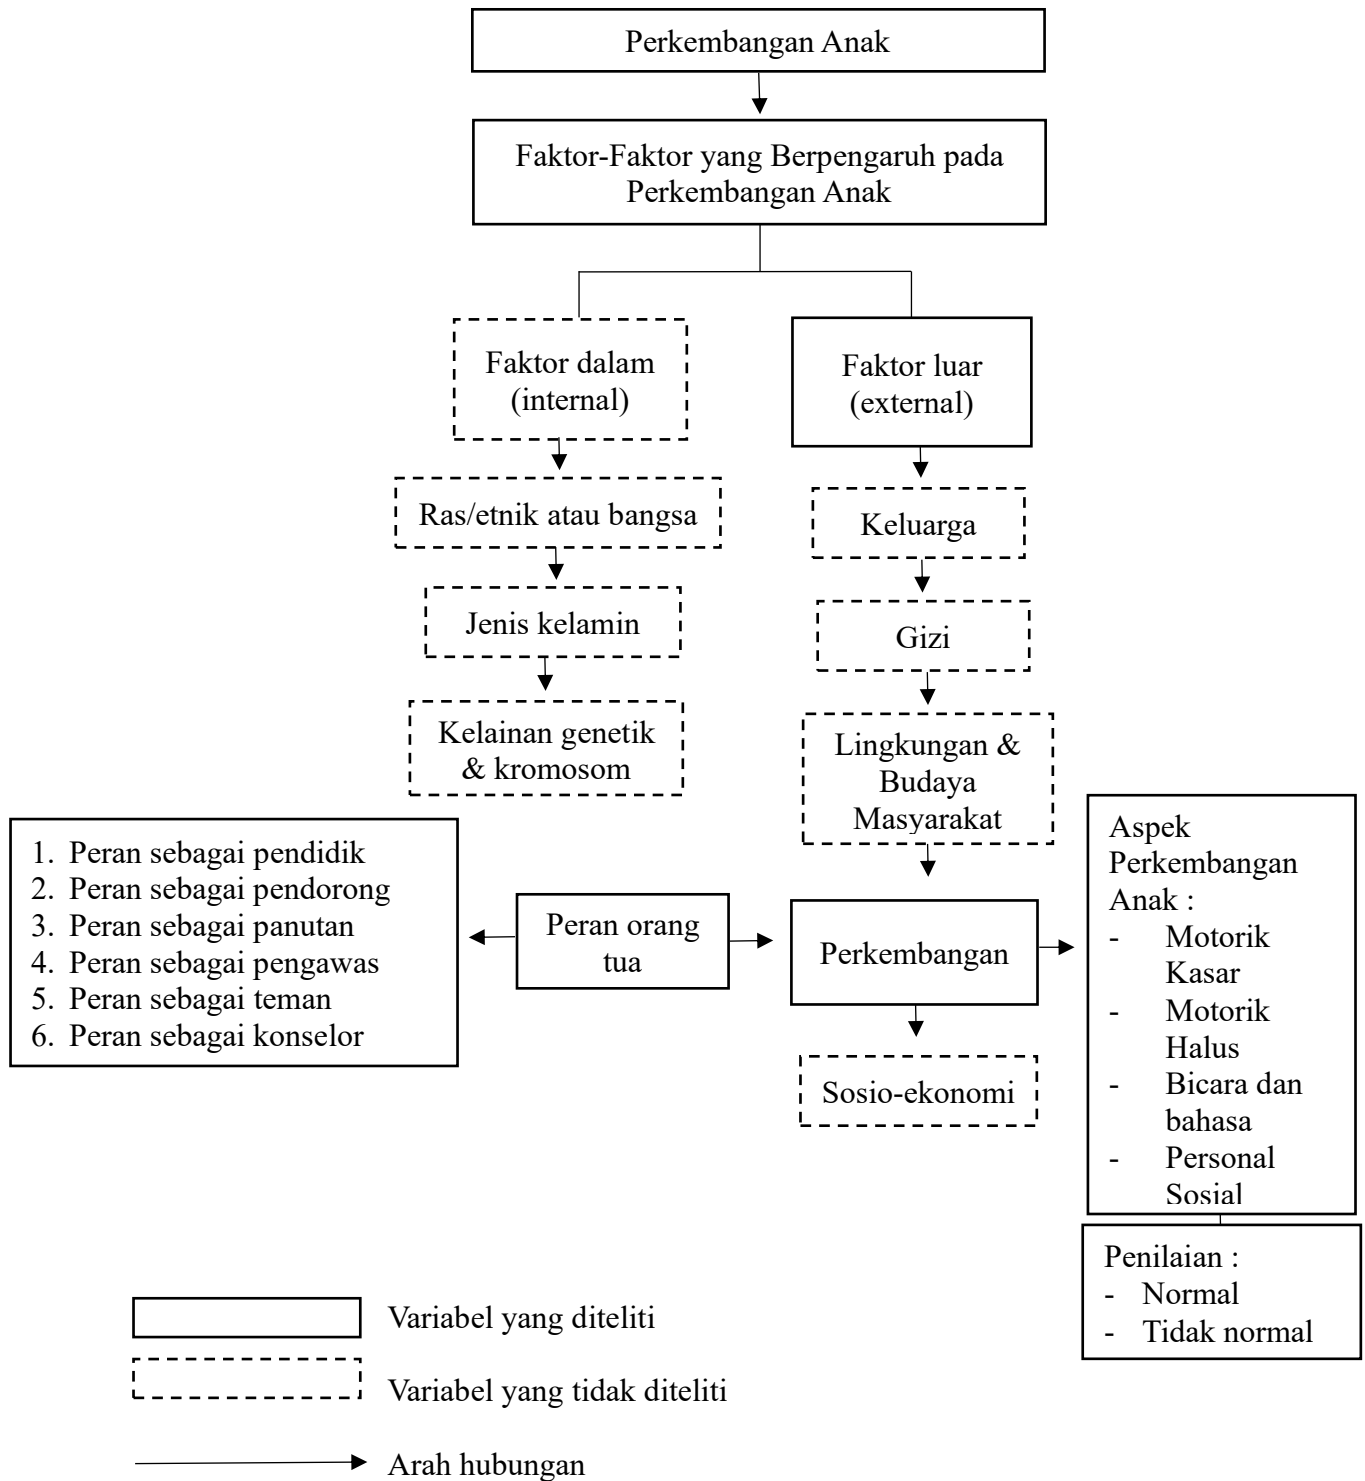 Perkembangan Anak
Faktor-Faktor yang Berpengaruh pada
Perkembangan Anak
Faktor dalam
(internal)
Faktor luar
(external)
Ras/etnik atau bangsa
Keluarga
Jenis kelamin
Gizi
Kelainan genetik
& kromosom
Lingkungan &
Budaya
Masyarakat
1. Peran sebagai pendidik
2. Peran sebagai pendorong
3. Peran sebagai panutan
4. Peran sebagai pengawas
5. Peran sebagai teman
6. Peran sebagai konselor
Peran orang
tua
Perkembangan
Aspek
Perkembangan
Anak :
- Motorik
Kasar
- Motorik
Halus
- Bicara dan
bahasa
- Personal
Sosial
Sosio-ekonomi
Penilaian :
- Normal
- Tidak normal
Variabel yang diteliti
Variabel yang tidak diteliti
Arah hubungan